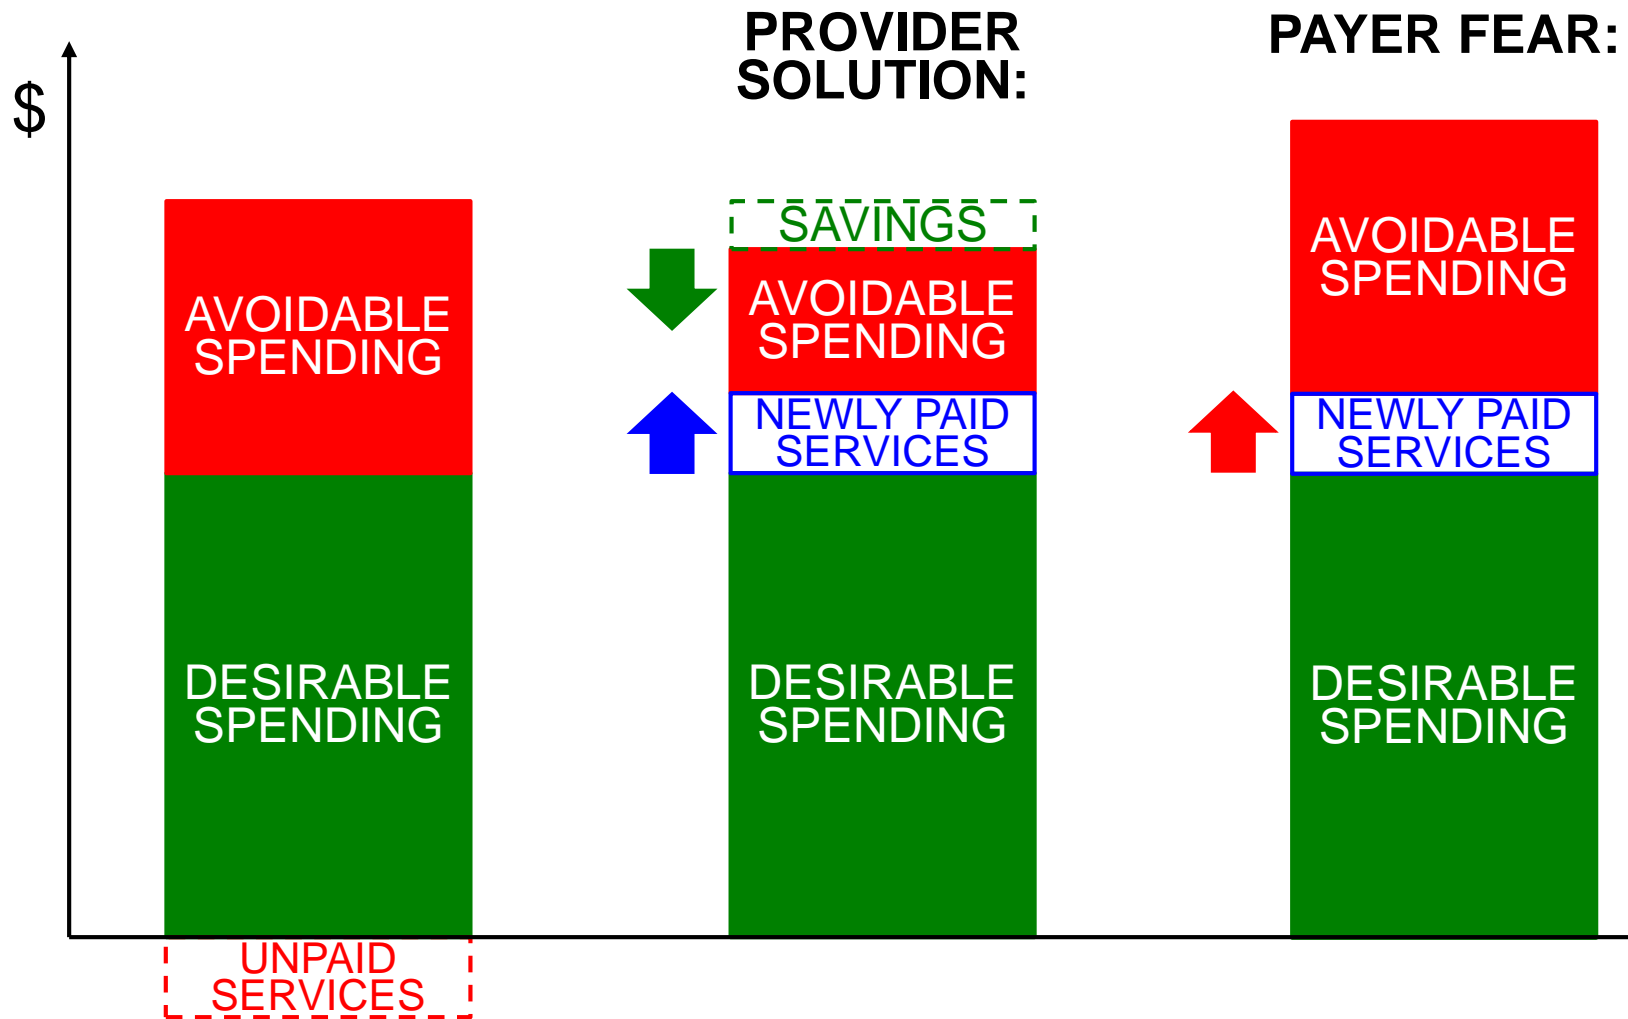 PROVIDER
SOLUTION:
PAYER FEAR:
$
AVOIDABLE
SPENDING
DESIRABLE
SPENDING
UNPAID
SERVICES
SAVINGS
AVOIDABLE
SPENDING
NEWLY PAID
SERVICES
DESIRABLE
SPENDING
AVOIDABLE
SPENDING
NEWLY PAID
SERVICES
DESIRABLE
SPENDING